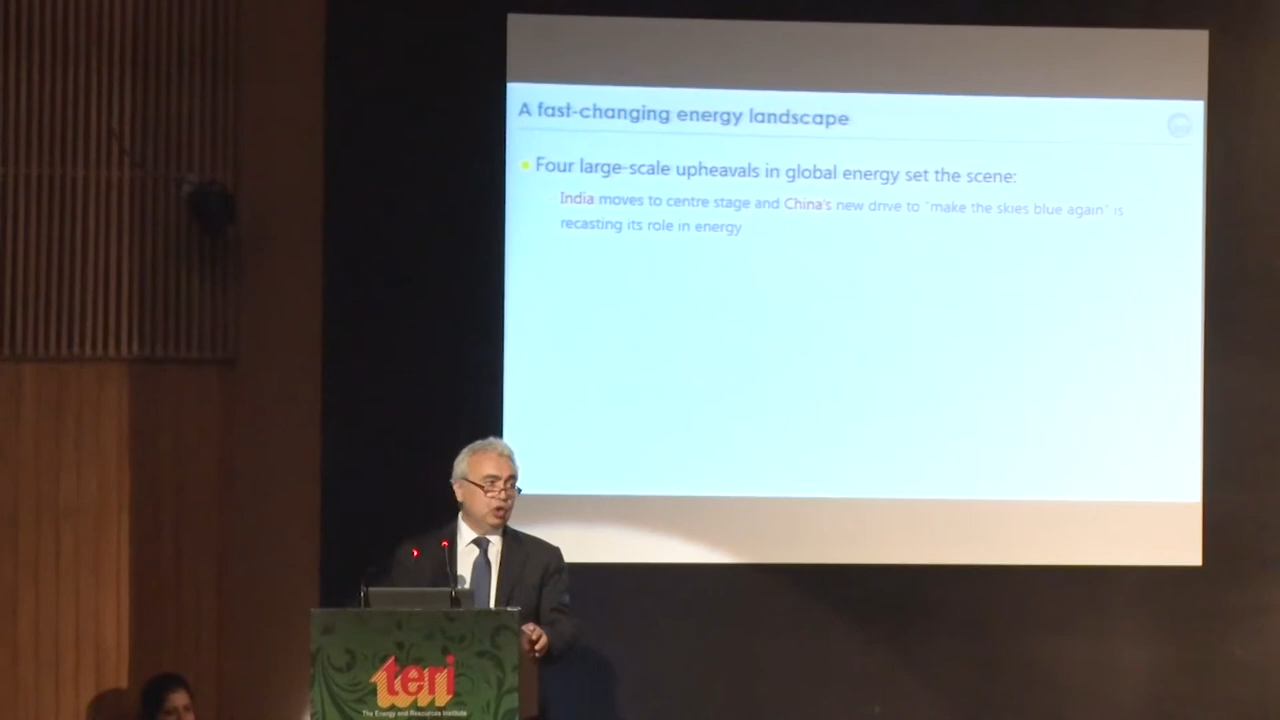 A fast-changing energy landscape
Four large-scale upheavals in global energy set the scene:
India moves to centre stage and China's new drive to "make the skies blue again" is
recasting its role in energy
teri
The Energy and Resources Institute